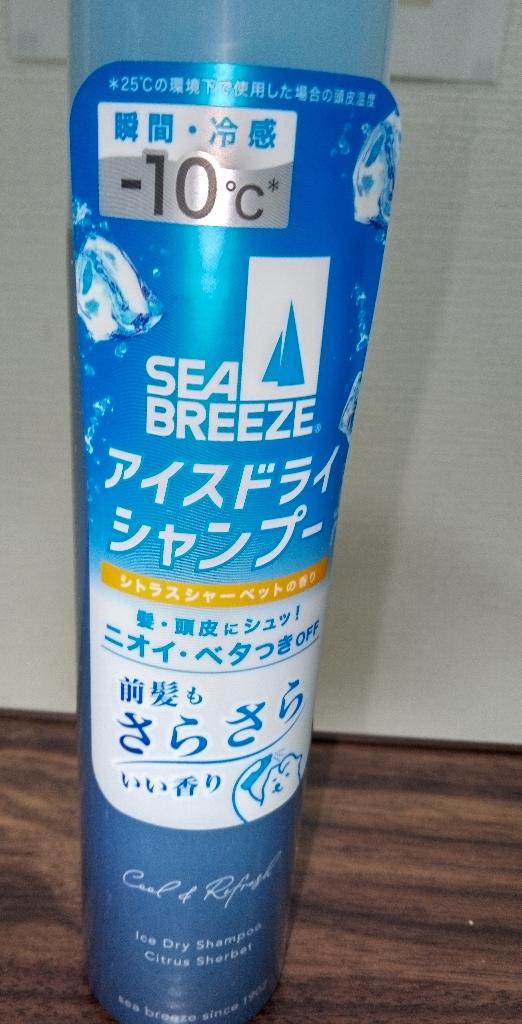 *25℃の環境下で使用した場合の頭皮温度
瞬間・冷感
-10℃*
SEA
BREEZE®
アイスドライ
シャンプー
シトラスシャーベットの香り
髪・頭皮にシュッ!
ニオイ・ベタつきOFF
前髪も
さらさら
いい香り
Cool & Refresh
Ice Dry Shampoo
Citrus Sherbet
sea breeze since